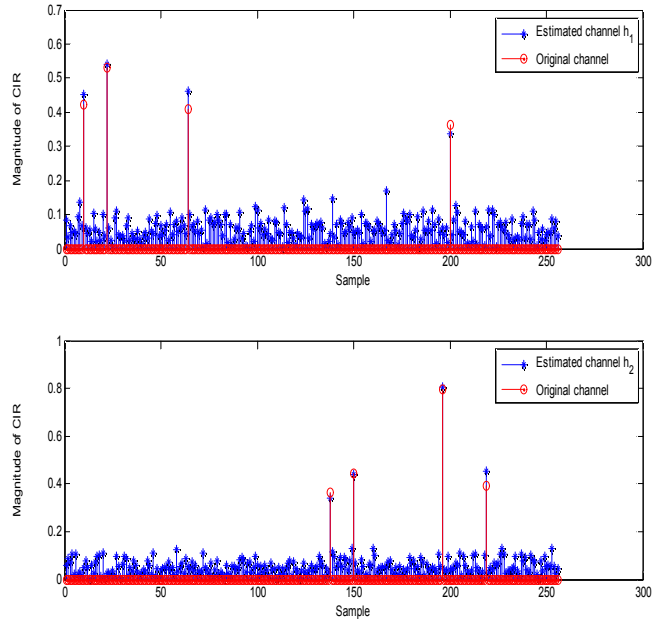 0.7
0.6
0.5
0.4
0.3
0.2
0.1
0
Magnitude of CIR
Estimated channel h1
Original channel
0 50 100 150 200 250 300
Sample
1
0.8
0.6
0.4
0.2
0
Magnitude of CIR
Estimated channel h2
Original channel
0 50 100 150 200 250 300
Sample